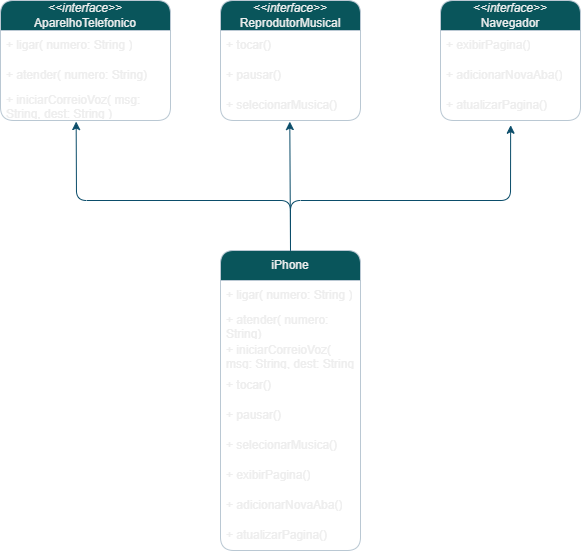 <<interface>>
AparelhoTelefonico
+ ligar( numero: String )
+ atender( numero: String)
+ iniciarCorreioVoz( msg:
String, dest: String )
<<interface>>
ReprodutorMusical
+ tocar()
+ pausar()
+ selecionarMusica()
<<interface>>
Navegador
+ exibirPagina()
+ adicionarNovaAba()
+ atualizarPagina()
iPhone
+ ligar( numero: String )
+ atender( numero:
String)
+ iniciarCorreioVoz(
msg: String, dest: String
+ tocar()
+ pausar()
+ selecionarMusica()
+ exibirPagina()
+ adicionarNovaAba()
+ atualizarPagina()